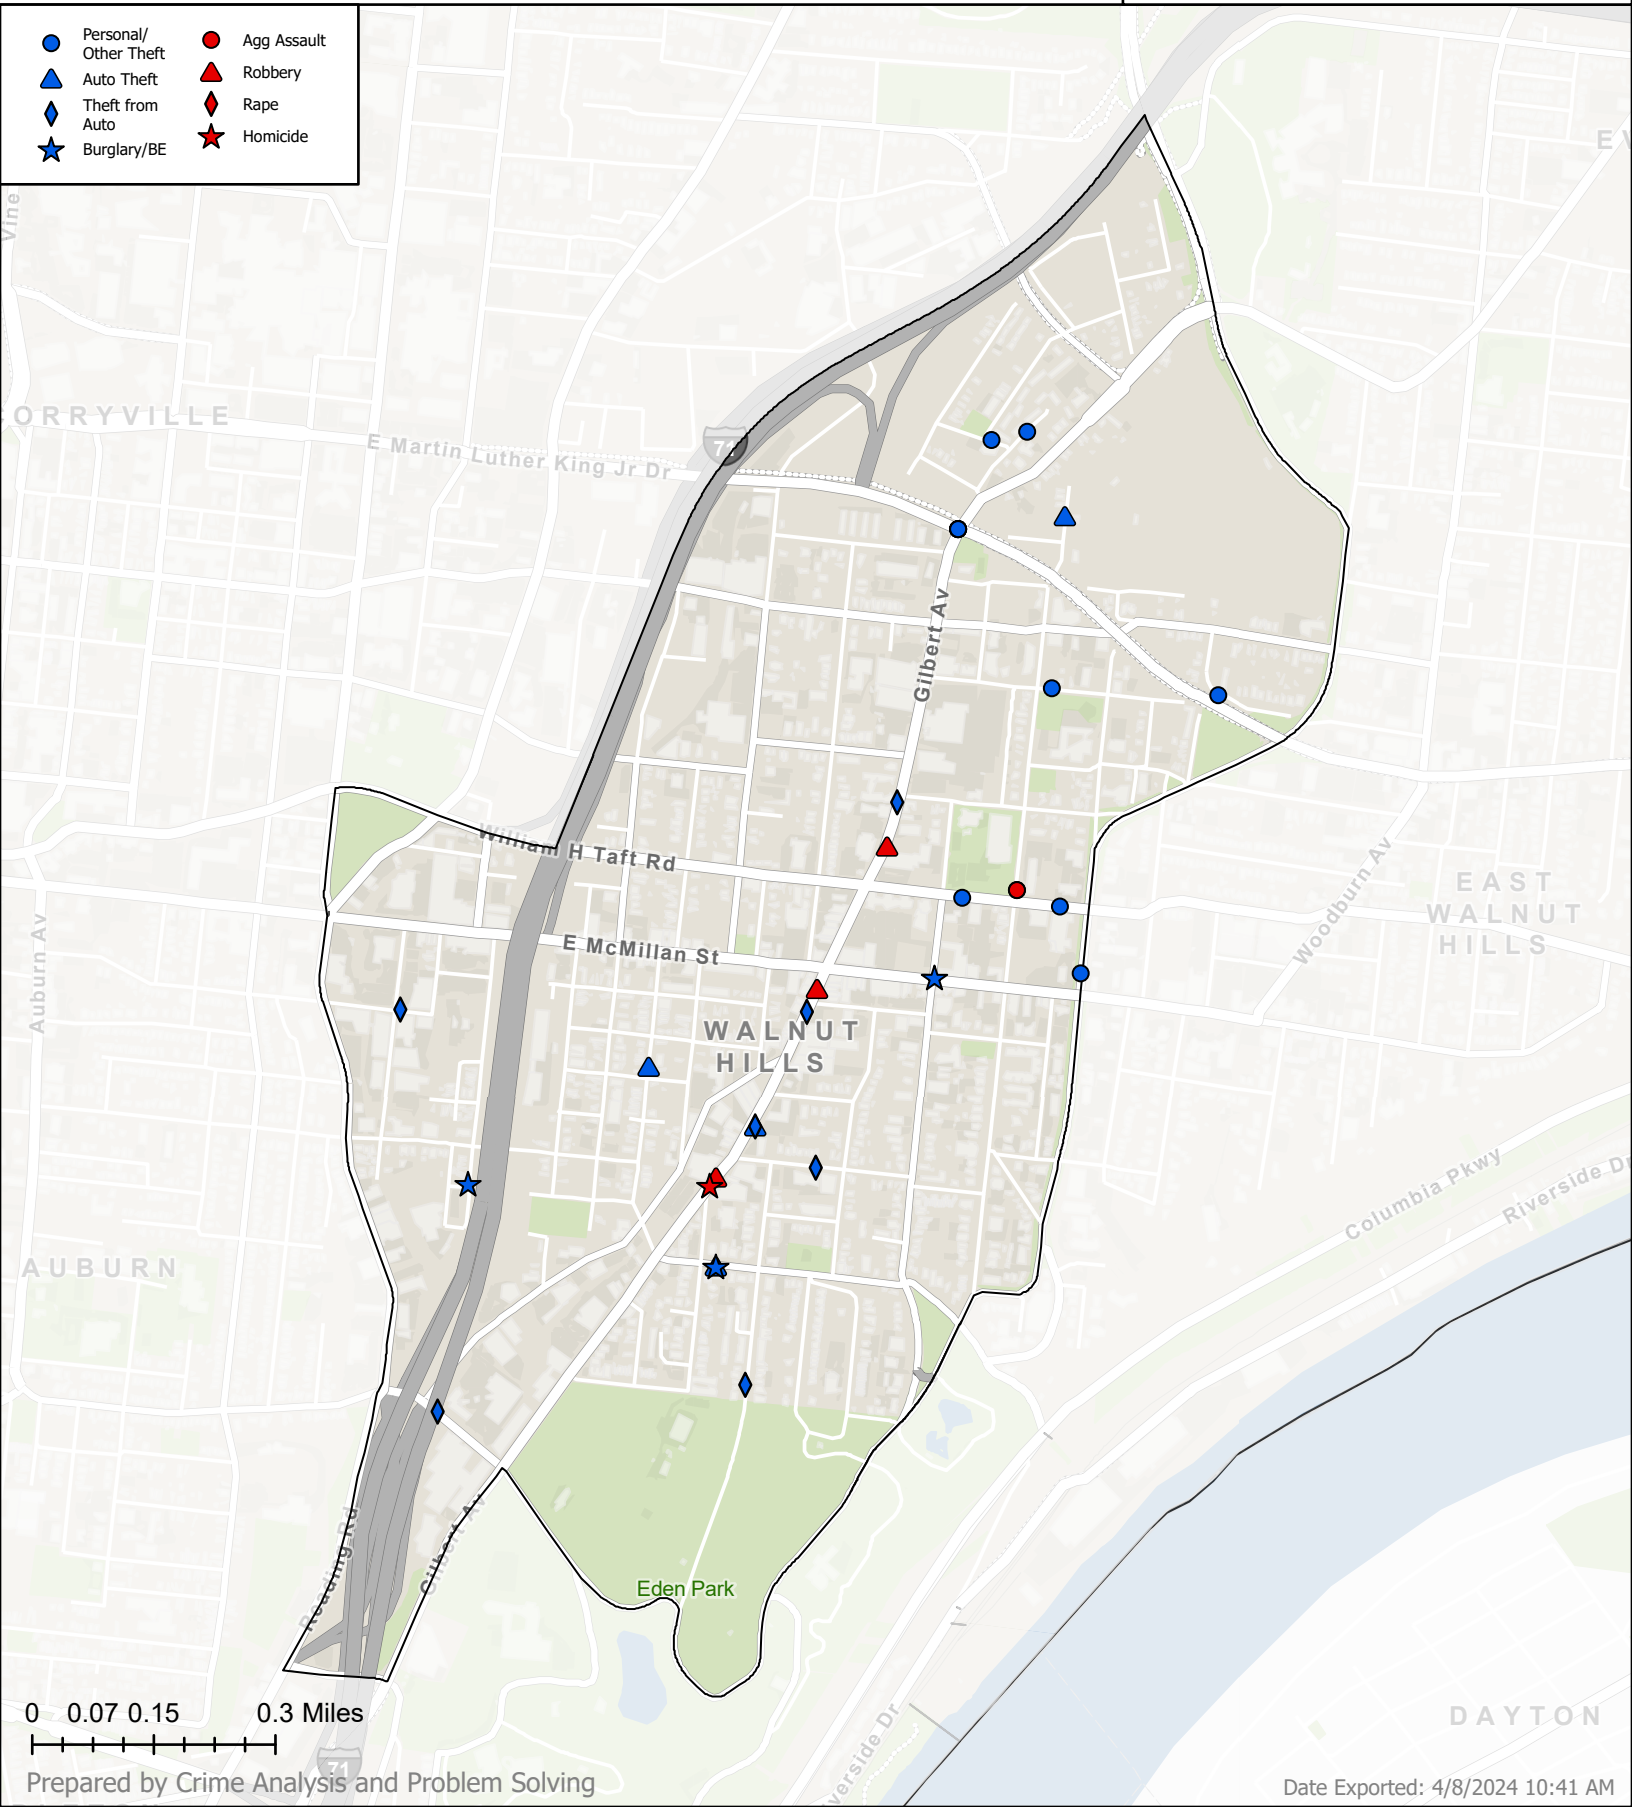 Personal/
Other Theft
Auto Theft
Theft from
Auto
Burglary/BE
Agg Assault
Robbery
Rape
Homicide
EV
Vine
CORRYVILLE
E Martin Luther King Jr Dr
71
Gilbert Av
William H Taft Rd
E McMillan St
Auburn Av
Woodburn Av
EAST
WALNUT
HILLS
WALNUT
HILLS
Columbia Pkwy
Riverside Dr
AUBURN
Reading Rd
Gilbert Av
Eden Park
Riverside Dr
DAYTON
0 0.07 0.15 0.3 Miles
71
Prepared by Crime Analysis and Problem Solving
Date Exported: 4/8/2024 10:41 AM